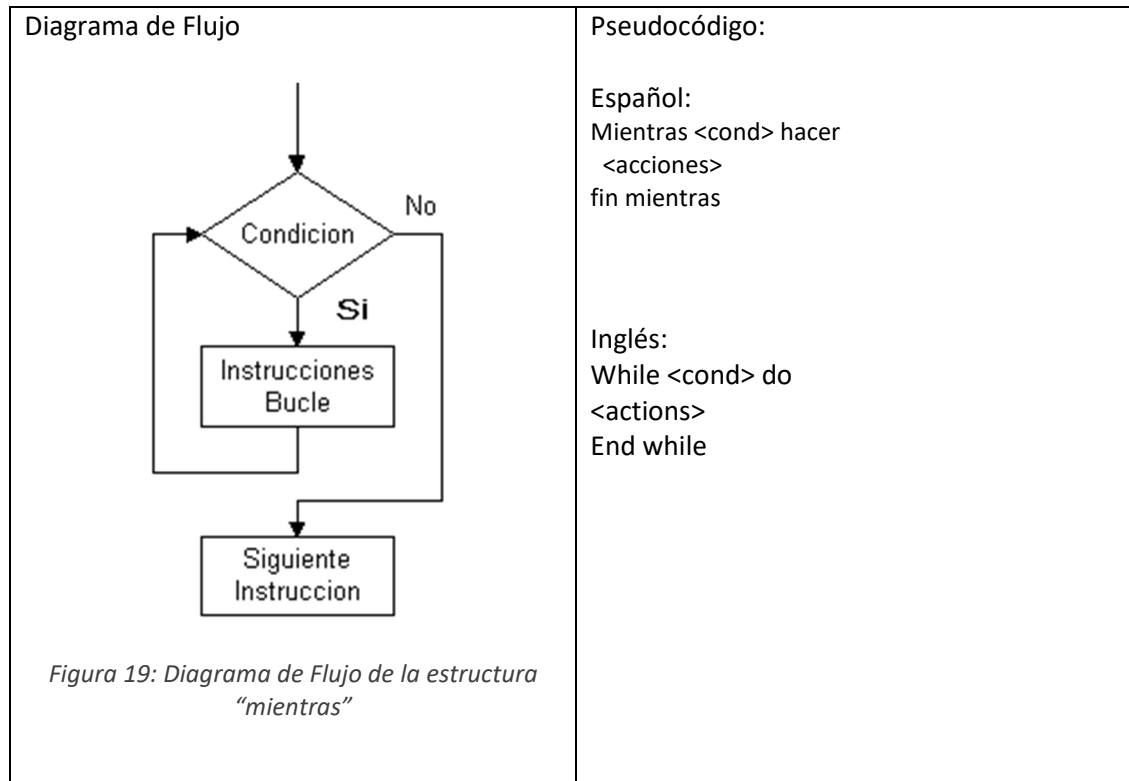 Diagrama de Flujo
No
Condicion
Si
Instrucciones
Bucle
Siguiente
Instruccion
Figura 19: Diagrama de Flujo de la estructura
“mientras”
Pseudocódigo:
Español:
Mientras <cond> hacer
<acciones>
fin mientras
Inglés:
While <cond> do
<actions>
End while